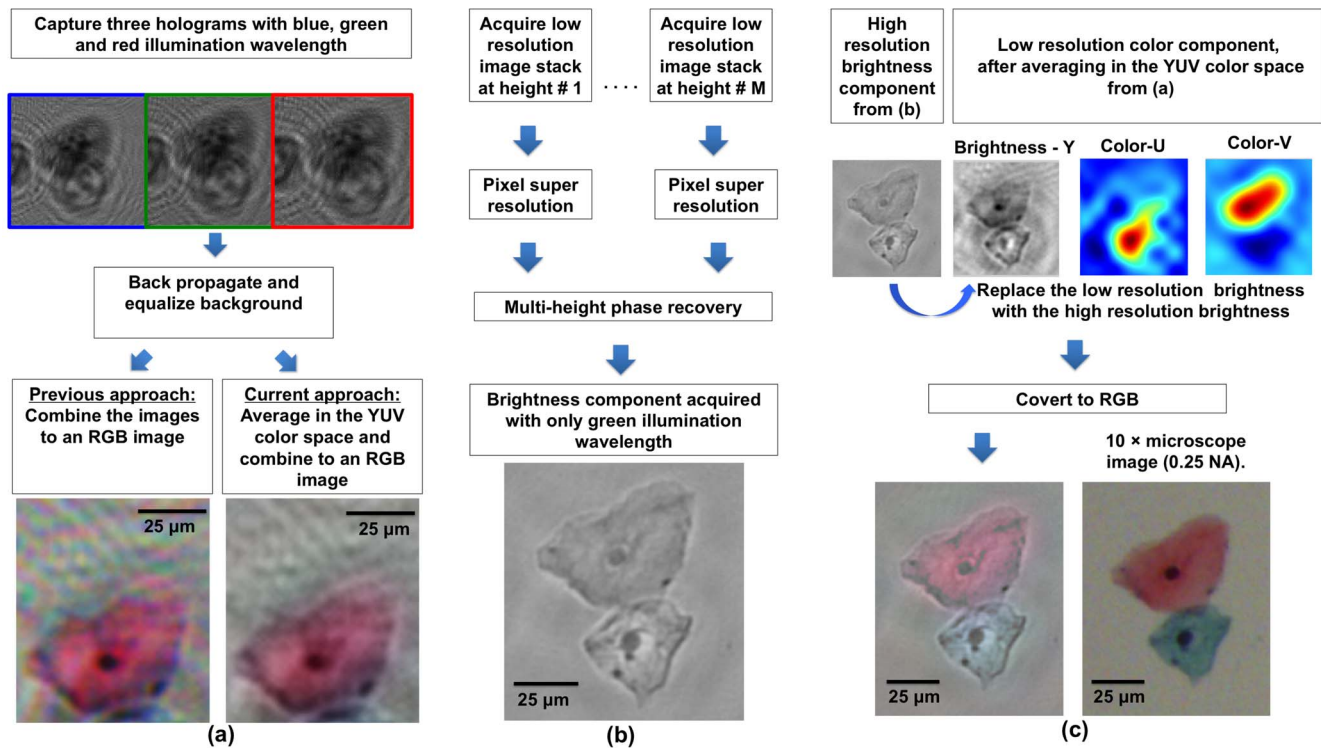 Capture three holograms with blue, green
and red illumination wavelength
Back propagate and
equalize background
Previous approach:
Combine the images
to an RGB image
Current approach:
Average in the YUV
color space and
combine to an RGB
image
25 µm
25 µm
(a)
Acquire low
resolution
image stack
at height # 1
. . . .
Acquire low
resolution
image stack
at height # M
Pixel super
resolution
Pixel super
resolution
Multi-height phase recovery
Brightness component acquired
with only green illumination
wavelength
25 µm
(b)
High
resolution
brightness
component
from (b)
Low resolution color component,
after averaging in the YUV color space
from (a)
Brightness - Y
Color-U
Color-V
Replace the low resolution brightness
with the high resolution brightness
Covert to RGB
10 × microscope
image (0.25 NA).
25 µm
25 µm
(c)